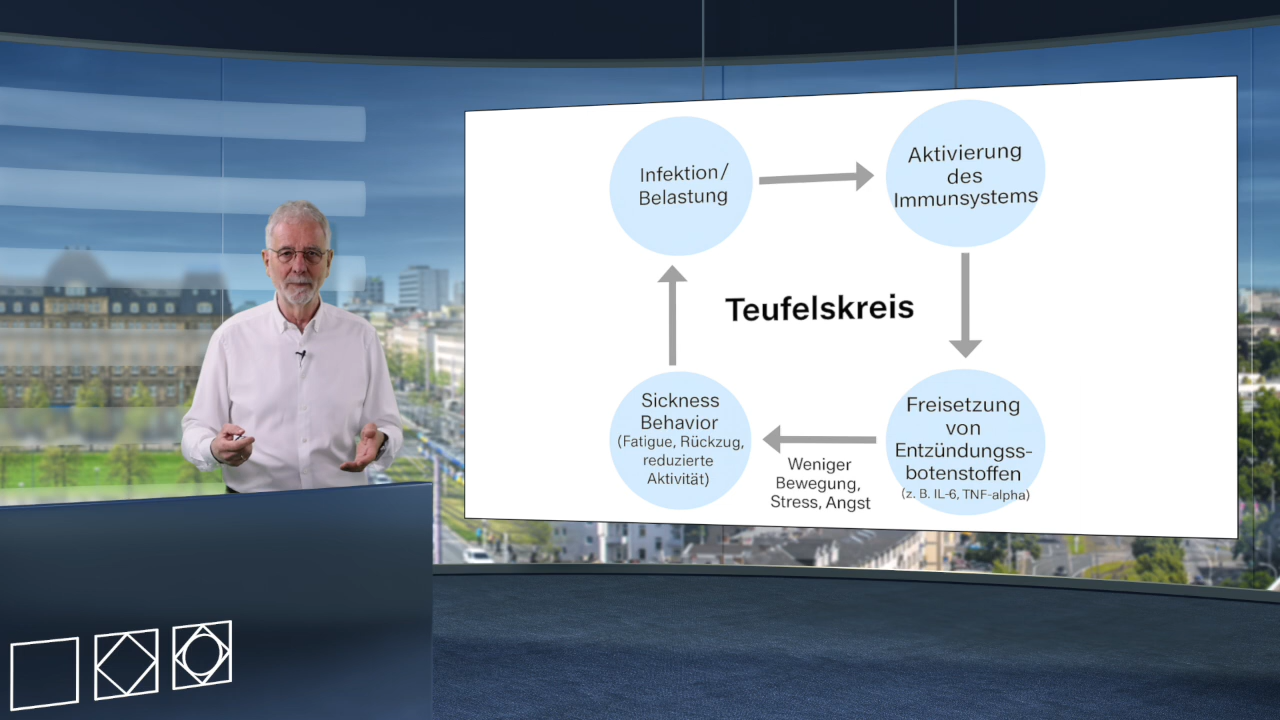 Infektion/
Belastung
Aktivierung
des
Immunsystems
Teufelskreis
Sickness
Behavior
(Fatigue, Rückzug,
reduzierte
Aktivität)
Weniger
Bewegung,
Stress, Angst
Freisetzung
von
Entzündungss-
botenstoffen
(z. B. IL-6, TNF-alpha)